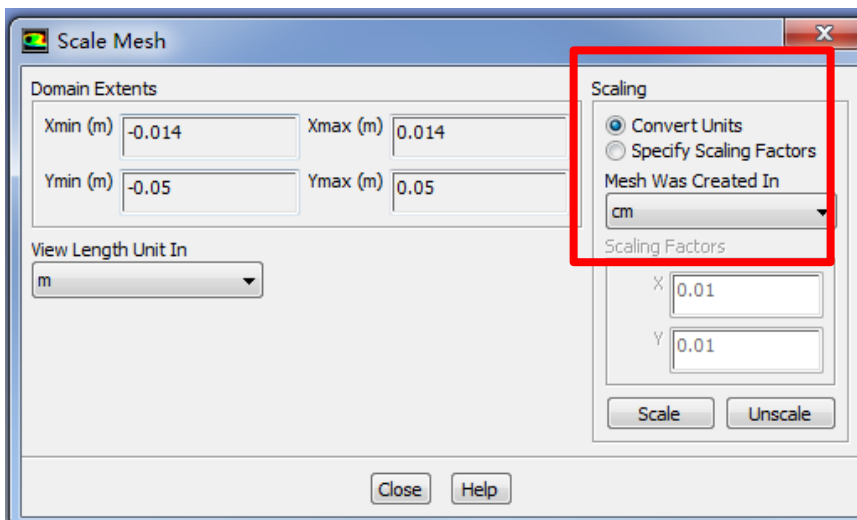 Scale Mesh
Domain Extents
Xmin (m) -0.014 Xmax (m) 0.014
Ymin (m) -0.05 Ymax (m) 0.05
View Length Unit In
m
Scaling
Convert Units
Specify Scaling Factors
Mesh Was Created In
cm
Scaling Factors
X 0.01
Y 0.01
Scale Unscale
Close Help